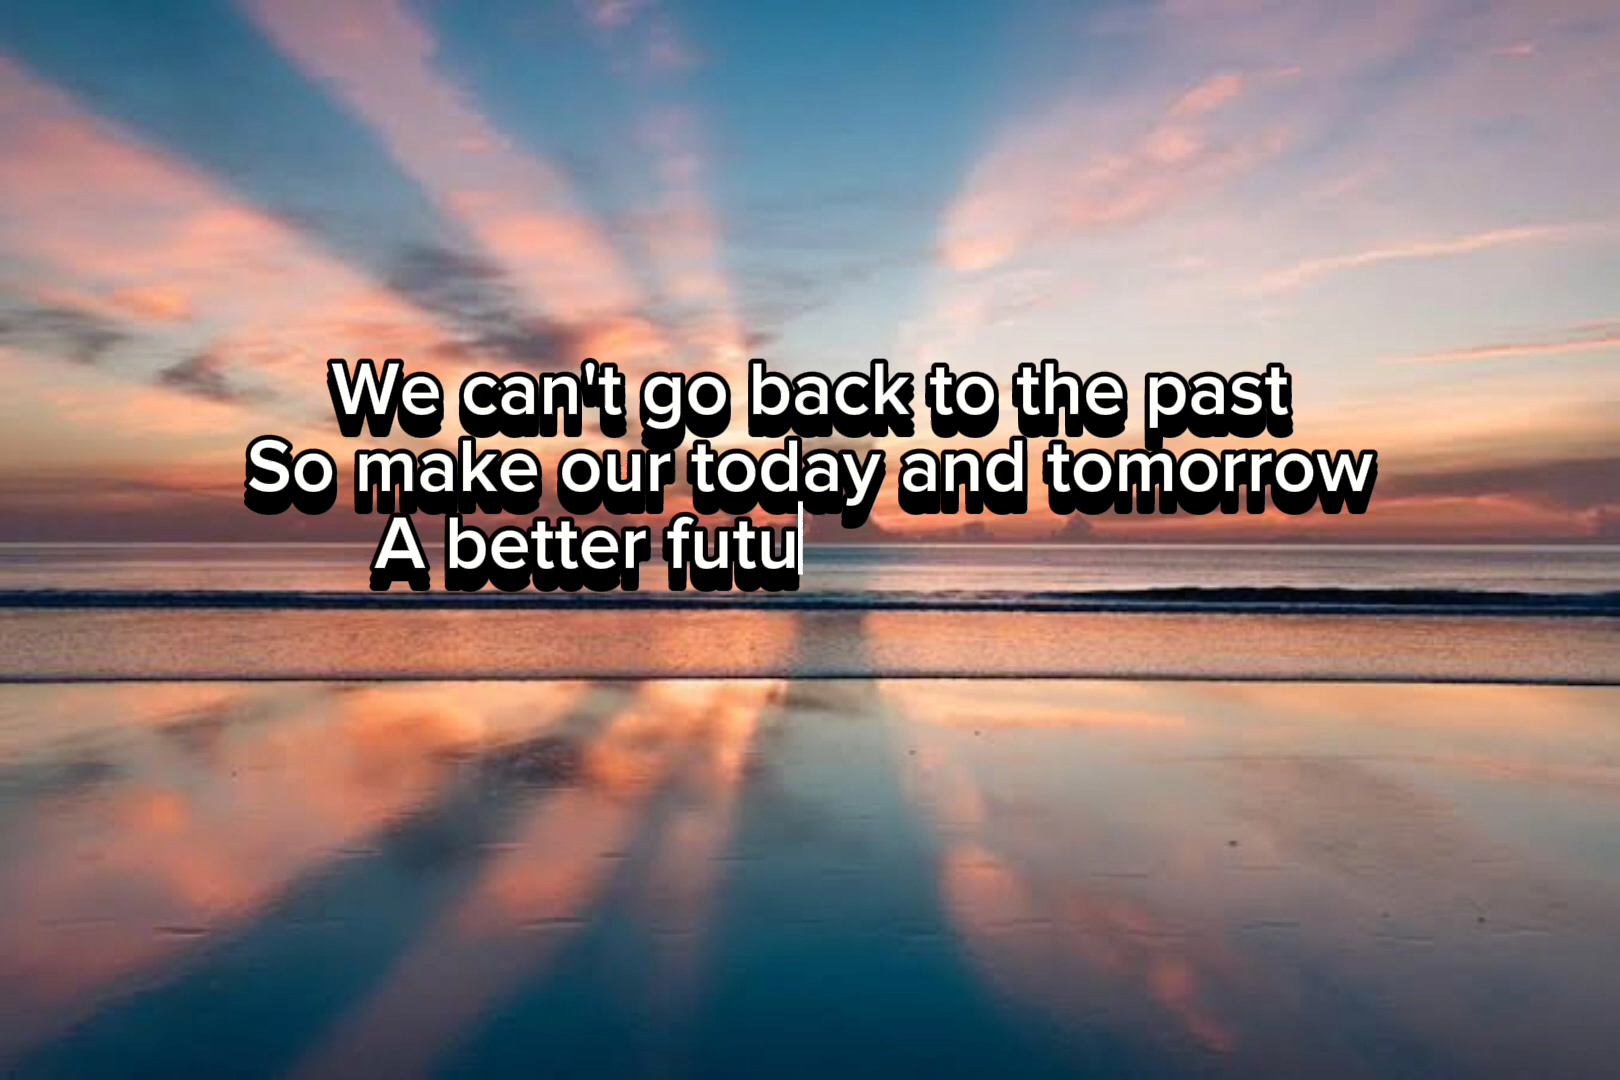 We can't go back to the past
So make our today and tomorrow
A better futu